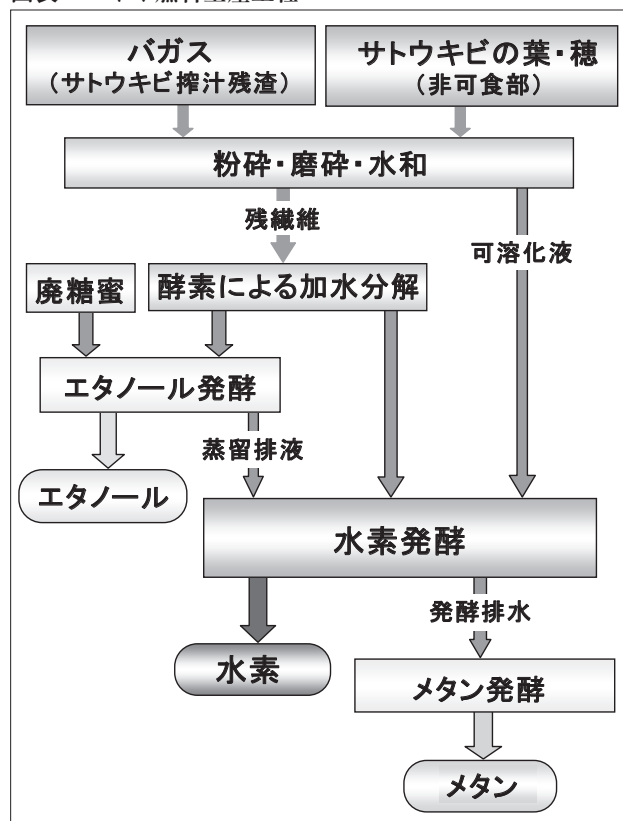 バガス
(サトウキビ搾汁残渣)
サトウキビの葉・穂
(非可食部)
粉砕・磨砕・水和
残繊維
可溶化液
廃糖蜜
酵素による加水分解
エタノール発酵
蒸留排液
エタノール
水素発酵
発酵排水
水素
メタン発酵
メタン